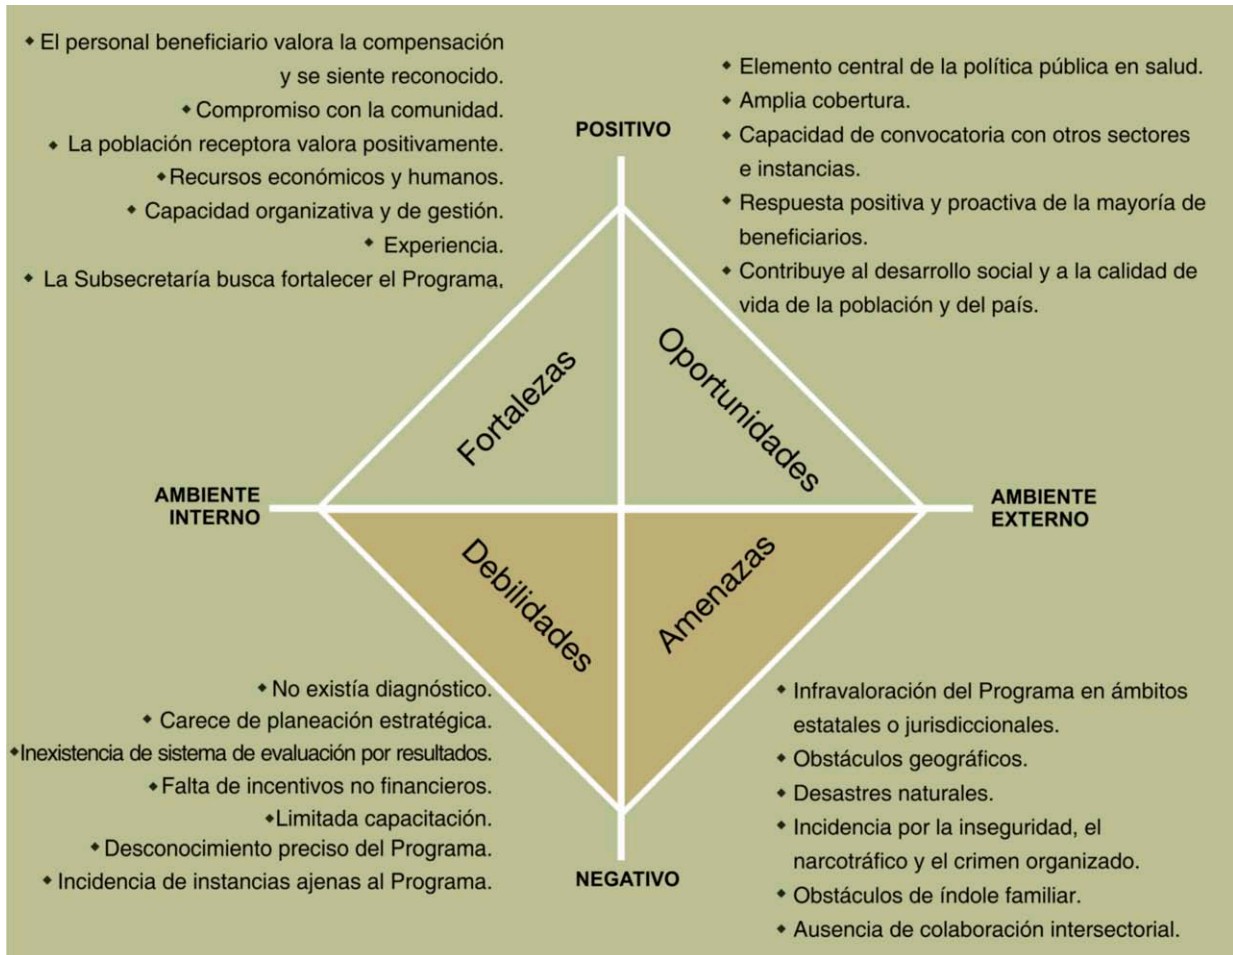 ◆ El personal beneficiario valora la compensación
y se siente reconocido.
◆ Compromiso con la comunidad.
◆ La población receptora valora positivamente.
◆ Recursos económicos y humanos.
◆ Capacidad organizativa y de gestión.
◆ Experiencia.
◆ La Subsecretaría busca fortalecer el Programa,
POSITIVO
◆ Elemento central de la política pública en salud.
◆ Amplia cobertura.
◆ Capacidad de convocatoria con otros sectores
e instancias.
◆ Respuesta positiva y proactiva de la mayoría de
beneficiarios.
◆ Contribuye al desarrollo social y a la calidad de
vida de la población y del país.
Fortalezas
Oportunidades
AMBIENTE
INTERNO
AMBIENTE
EXTERNO
Debilidades
Amenazas
◆ No existía diagnóstico.
◆ Carece de planeación estratégica.
◆Inexistencia de sistema de evaluación por resultados.
◆ Falta de incentivos no financieros.
◆Limitada capacitación.
◆ Desconocimiento preciso del Programa.
◆ Incidencia de instancias ajenas al Programa.
NEGATIVO
◆ Infravaloración del Programa en ámbitos
estatales o jurisdiccionales.
◆ Obstáculos geográficos.
◆ Desastres naturales.
◆ Incidencia por la inseguridad, el
narcotráfico y el crimen organizado.
◆ Obstáculos de índole familiar.
◆ Ausencia de colaboración intersectorial.